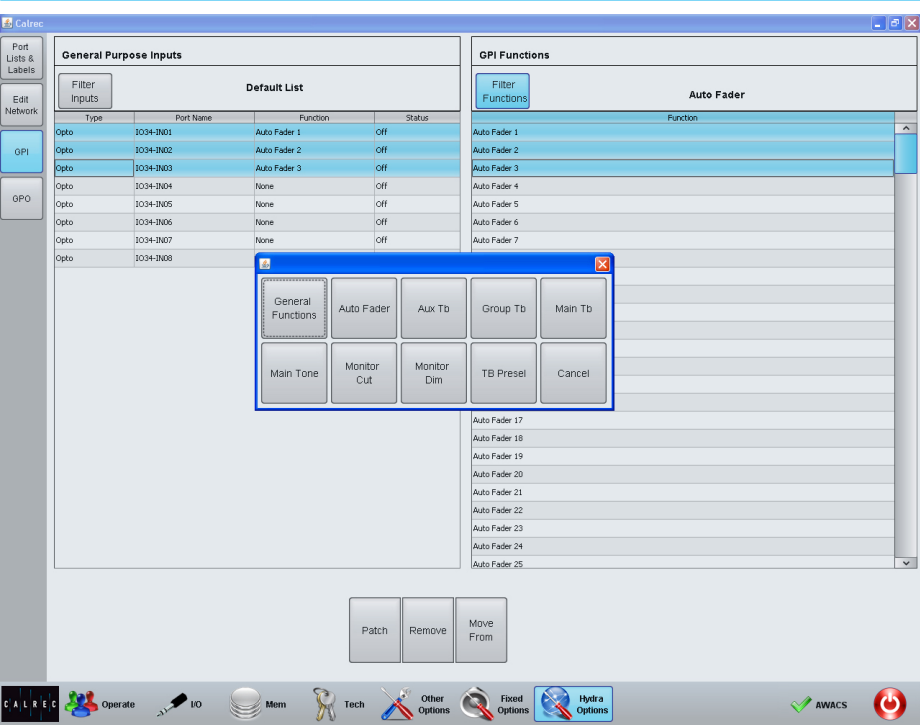 Calrec
Port
Lists &
Labels
Edit
Network
GPI
GPO
General Purpose Inputs
Filter
Inputs
Default List
Type Port Name Function Status
Opto IO34-IN01 Auto Fader 1 Off
Opto IO34-IN02 Auto Fader 2 Off
Opto IO34-IN03 Auto Fader 3 Off
Opto IO34-IN04 None Off
Opto IO34-IN05 None Off
Opto IO34-IN06 None Off
Opto IO34-IN07 None Off
Opto IO34-IN08
GPI Functions
Filter
Functions
Auto Fader
Function
Auto Fader 1
Auto Fader 2
Auto Fader 3
Auto Fader 4
Auto Fader 5
Auto Fader 6
Auto Fader 7
General
Functions
Auto Fader
Aux Tb
Group Tb
Main Tb
Main Tone
Monitor
Cut
Monitor
Dim
TB Presel
Cancel
Auto Fader 17
Auto Fader 18
Auto Fader 19
Auto Fader 20
Auto Fader 21
Auto Fader 22
Auto Fader 23
Auto Fader 24
Auto Fader 25
Patch
Remove
Move
From
CALREC
Operate
I/O
Mem
Tech
Other
Options
Fixed
Options
Hydra
Options
AWACS